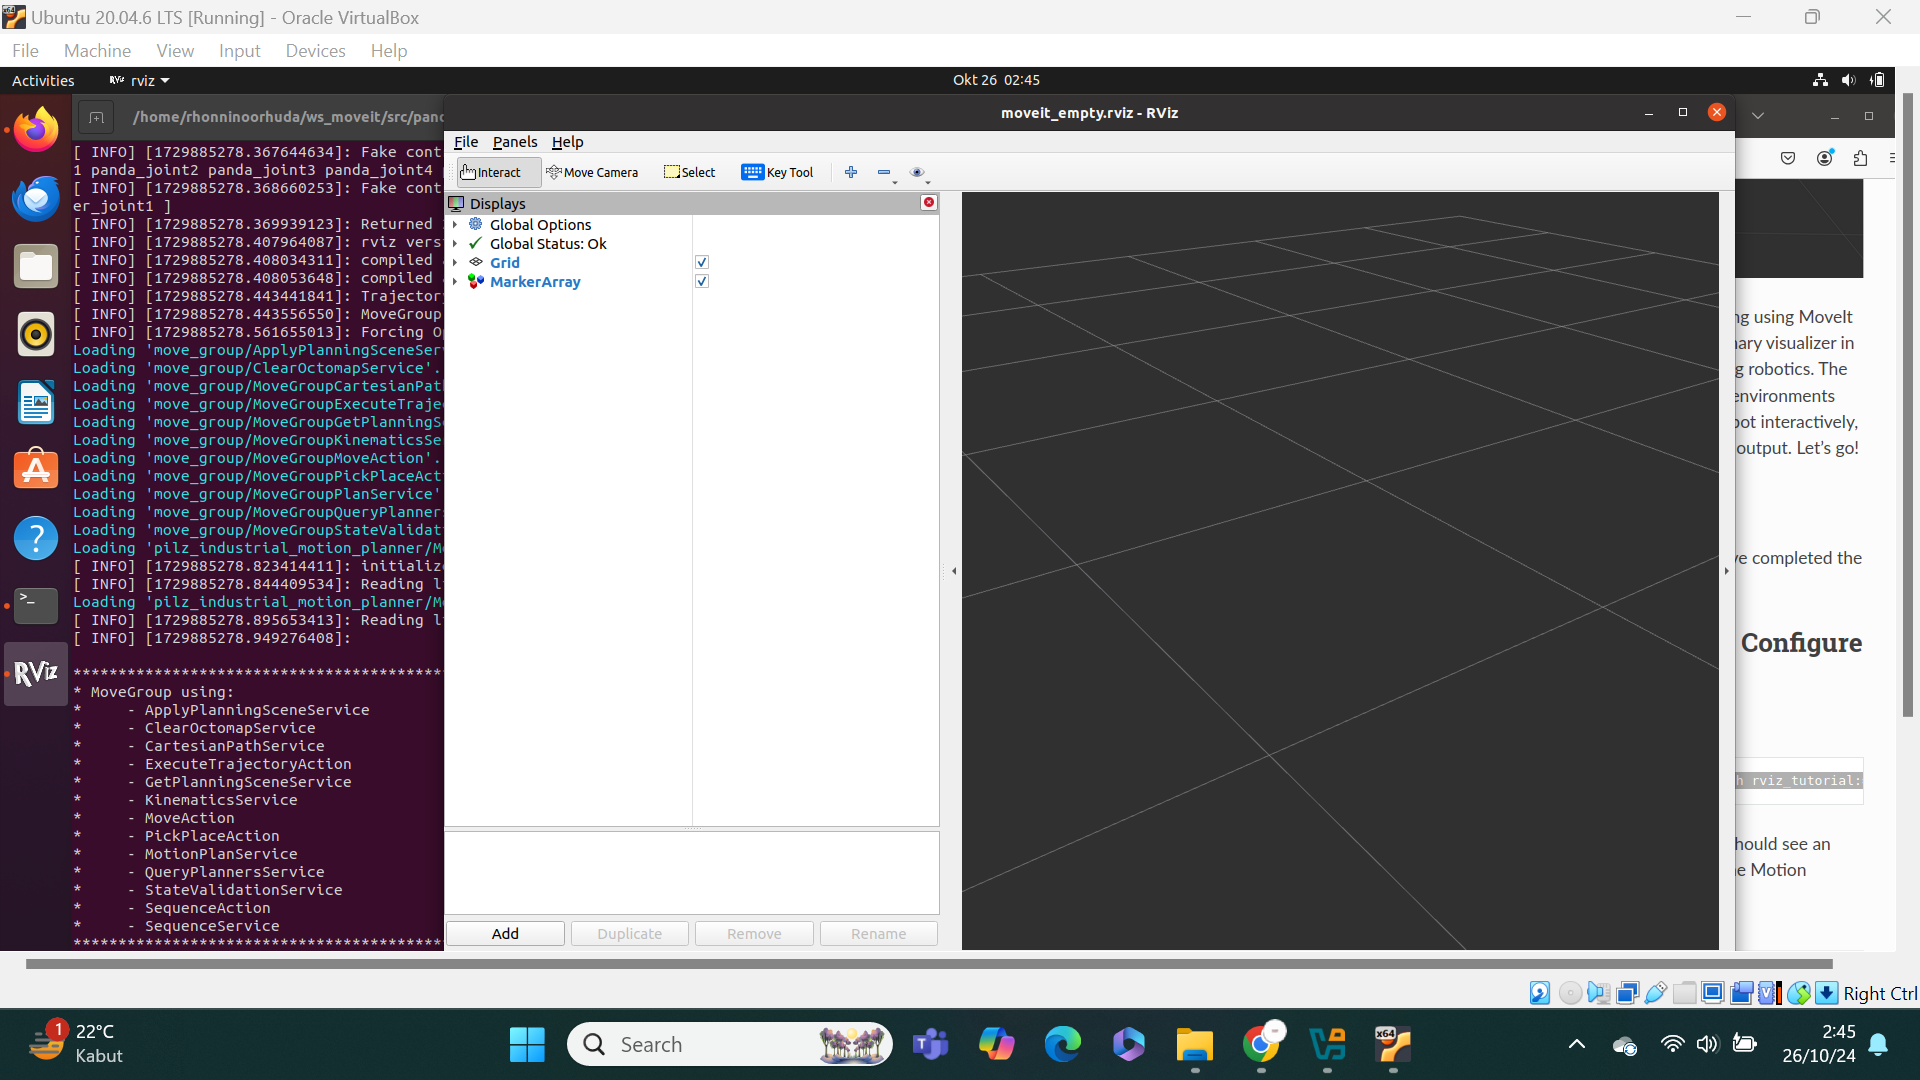 Ubuntu 20.04.6 LTS [Running] - Oracle VirtualBox
File Machine View Input Devices Help
Activities RViz rviz Okt 26 02:45
/home/rhonninoorhuda/ws_moveit/src/pand
moveit_empty.rviz - RViz
File Panels Help
Interact Move Camera Select Key Tool
Displays
Global Options
Global Status: Ok
Grid
MarkerArray
Add Duplicate Remove Rename
[ INFO] [1729885278.367644634]: Fake cont
1 panda_joint2 panda_joint3 panda_joint4
[ INFO] [1729885278.368660253]: Fake cont
er_joint1 ]
[ INFO] [1729885278.369939123]: Returned
[ INFO] [1729885278.407964087]: rviz vers
[ INFO] [1729885278.408034311]: compiled
[ INFO] [1729885278.408053648]: compiled
[ INFO] [1729885278.443441841]: Trajectory
[ INFO] [1729885278.443556550]: MoveGroup
[ INFO] [1729885278.561655013]: Forcing Op
Loading 'move_group/ApplyPlanningSceneSer
Loading 'move_group/ClearOctomapService'.
Loading 'move_group/MoveGroupCartesianPat
Loading 'move_group/MoveGroupExecuteTraje
Loading 'move_group/MoveGroupGetPlanningS
Loading 'move_group/MoveGroupKinematicsSe
Loading 'move_group/MoveGroupMoveAction'.
Loading 'move_group/MoveGroupPickPlaceAct
Loading 'move_group/MoveGroupPlanService'
Loading 'move_group/MoveGroupQueryPlanner
Loading 'move_group/MoveGroupStateValidat
Loading 'pilz_industrial_motion_planner/M
[ INFO] [1729885278.823414411]: initialize
[ INFO] [1729885278.844409534]: Reading l
Loading 'pilz_industrial_motion_planner/M
[ INFO] [1729885278.895653413]: Reading l
[ INFO] [1729885278.949276408]:
*****************************************
* MoveGroup using:
* - ApplyPlanningSceneService
* - ClearOctomapService
* - CartesianPathService
* - ExecuteTrajectoryAction
* - GetPlanningSceneService
* - KinematicsService
* - MoveAction
* - PickPlaceAction
* - MotionPlanService
* - QueryPlannersService
* - StateValidationService
* - SequenceAction
* - SequenceService
*****************************************
RViz
ng using MoveIt
ary visualizer in
g robotics. The
environments
bot interactively,
output. Let's go!
ve completed the
Configure
h rviz_tutorial:
hould see an
e Motion
Right Ctrl
1
22°C
Kabut
Search
x64
2:45
26/10/24